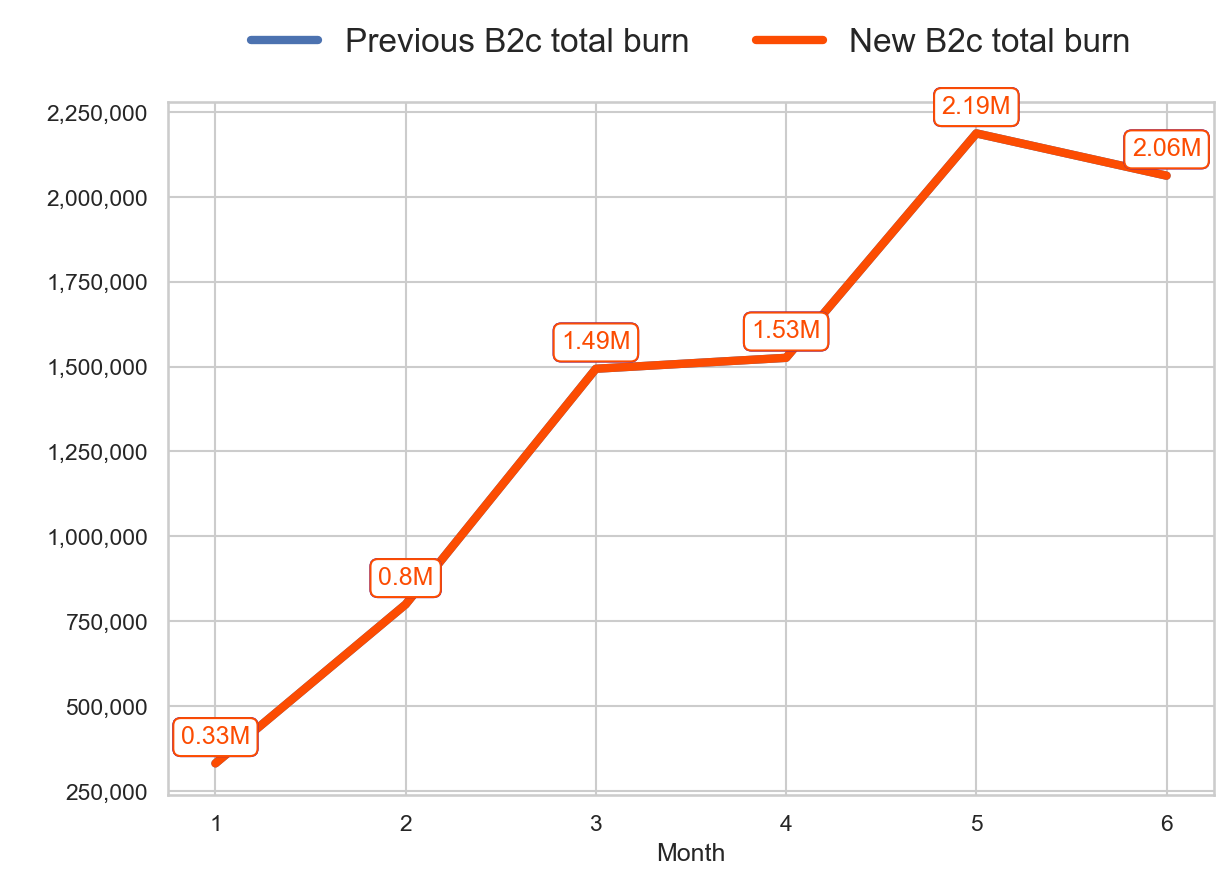 Previous B2c total burn New B2c total burn
2,250,000
2,000,000
1,750,000
1,500,000
1,250,000
1,000,000
750,000
500,000
250,000
2.19M
2.06M
1.49M
1.53M
0.8M
0.33M
1 2 3 4 5 6
Month